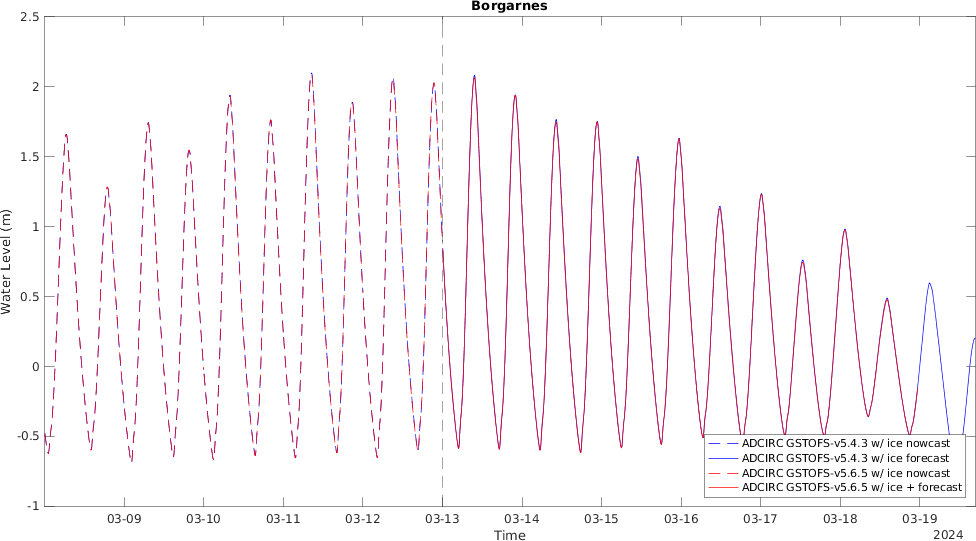 Borgarnes
2.5
2
1.5
1
0.5
0
-0.5
-1
Water Level (m)
03-09 03-10 03-11 03-12 03-13 03-14 03-15 03-16 03-17 03-18 03-19
Time
2024
ADCIRC GSTOFS-v5.4.3 w/ ice nowcast
ADCIRC GSTOFS-v5.4.3 w/ ice forecast
ADCIRC GSTOFS-v5.6.5 w/ ice nowcast
ADCIRC GSTOFS-v5.6.5 w/ ice + forecast